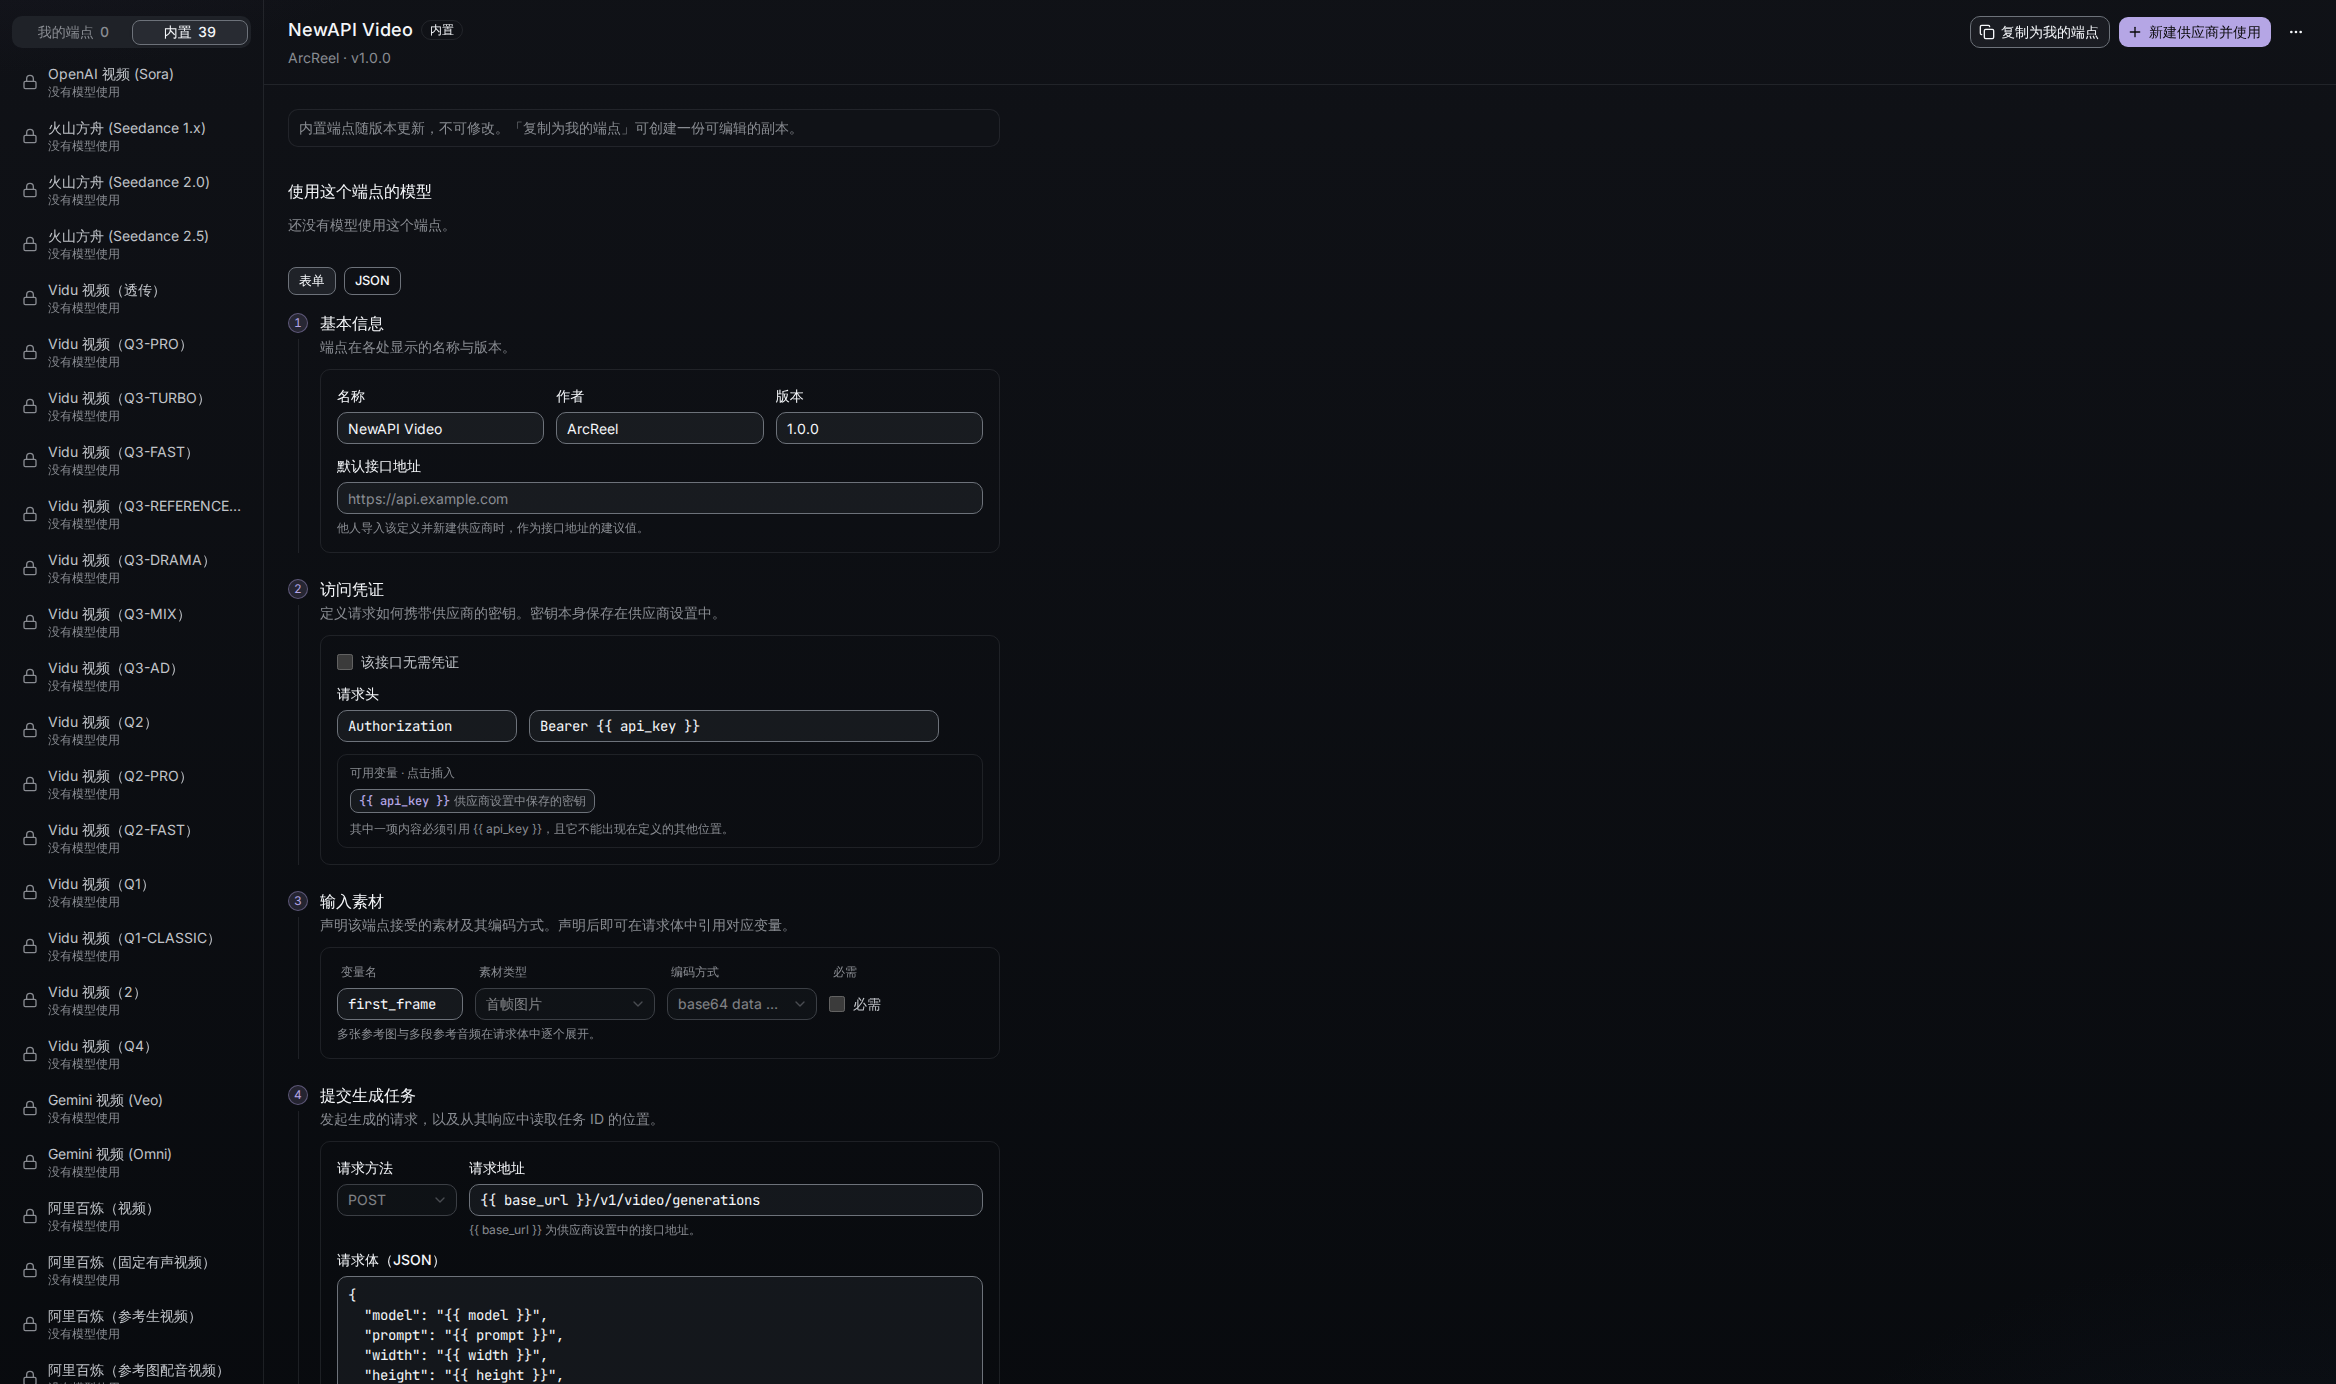 我的端点 0
内置 39
OpenAI 视频 (Sora)
没有模型使用
火山方舟 (Seedance 1.x)
没有模型使用
火山方舟 (Seedance 2.0)
没有模型使用
火山方舟 (Seedance 2.5)
没有模型使用
Vidu 视频（透传）
没有模型使用
Vidu 视频（Q3-PRO）
没有模型使用
Vidu 视频（Q3-TURBO）
没有模型使用
Vidu 视频（Q3-FAST）
没有模型使用
Vidu 视频（Q3-REFERENCE...
没有模型使用
Vidu 视频（Q3-DRAMA）
没有模型使用
Vidu 视频（Q3-MIX）
没有模型使用
Vidu 视频（Q3-AD）
没有模型使用
Vidu 视频（Q2）
没有模型使用
Vidu 视频（Q2-PRO）
没有模型使用
Vidu 视频（Q2-FAST）
没有模型使用
Vidu 视频（Q1）
没有模型使用
Vidu 视频（Q1-CLASSIC）
没有模型使用
Vidu 视频（2）
没有模型使用
Vidu 视频（Q4）
没有模型使用
Gemini 视频 (Veo)
没有模型使用
Gemini 视频 (Omni)
没有模型使用
阿里百炼（视频）
没有模型使用
阿里百炼（固定有声视频）
没有模型使用
阿里百炼（参考生视频）
没有模型使用
阿里百炼（参考图配音视频）
NewAPI Video 内置
ArcReel · v1.0.0
复制为我的端点
+ 新建供应商并使用
内置端点随版本更新，不可修改。「复制为我的端点」可创建一份可编辑的副本。
使用这个端点的模型
还没有模型使用这个端点。
表单
JSON
1 基本信息
端点在各处显示的名称与版本。
名称 作者 版本
NewAPI Video ArcReel 1.0.0
默认接口地址
https://api.example.com
他人导入该定义并新建供应商时，作为接口地址的建议值。
2 访问凭证
定义请求如何携带供应商的密钥。密钥本身保存在供应商设置中。
该接口无需凭证
请求头
Authorization Bearer {{ api_key }}
可用变量 · 点击插入
{{ api_key }} 供应商设置中保存的密钥
其中一项内容必须引用 {{ api_key }}，且它不能出现在定义的其他位置。
3 输入素材
声明该端点接受的素材及其编码方式。声明后即可在请求体中引用对应变量。
变量名 素材类型 编码方式 必需
first_frame 首帧图片 base64 data ... 必需
多张参考图与多段参考音频在请求体中逐个展开。
4 提交生成任务
发起生成的请求，以及从其响应中读取任务 ID 的位置。
请求方法 请求地址
POST {{ base_url }}/v1/video/generations
{{ base_url }} 为供应商设置中的接口地址。
请求体（JSON）
{
"model": "{{ model }}",
"prompt": "{{ prompt }}",
"width": "{{ width }}",
"height": "{{ height }}",